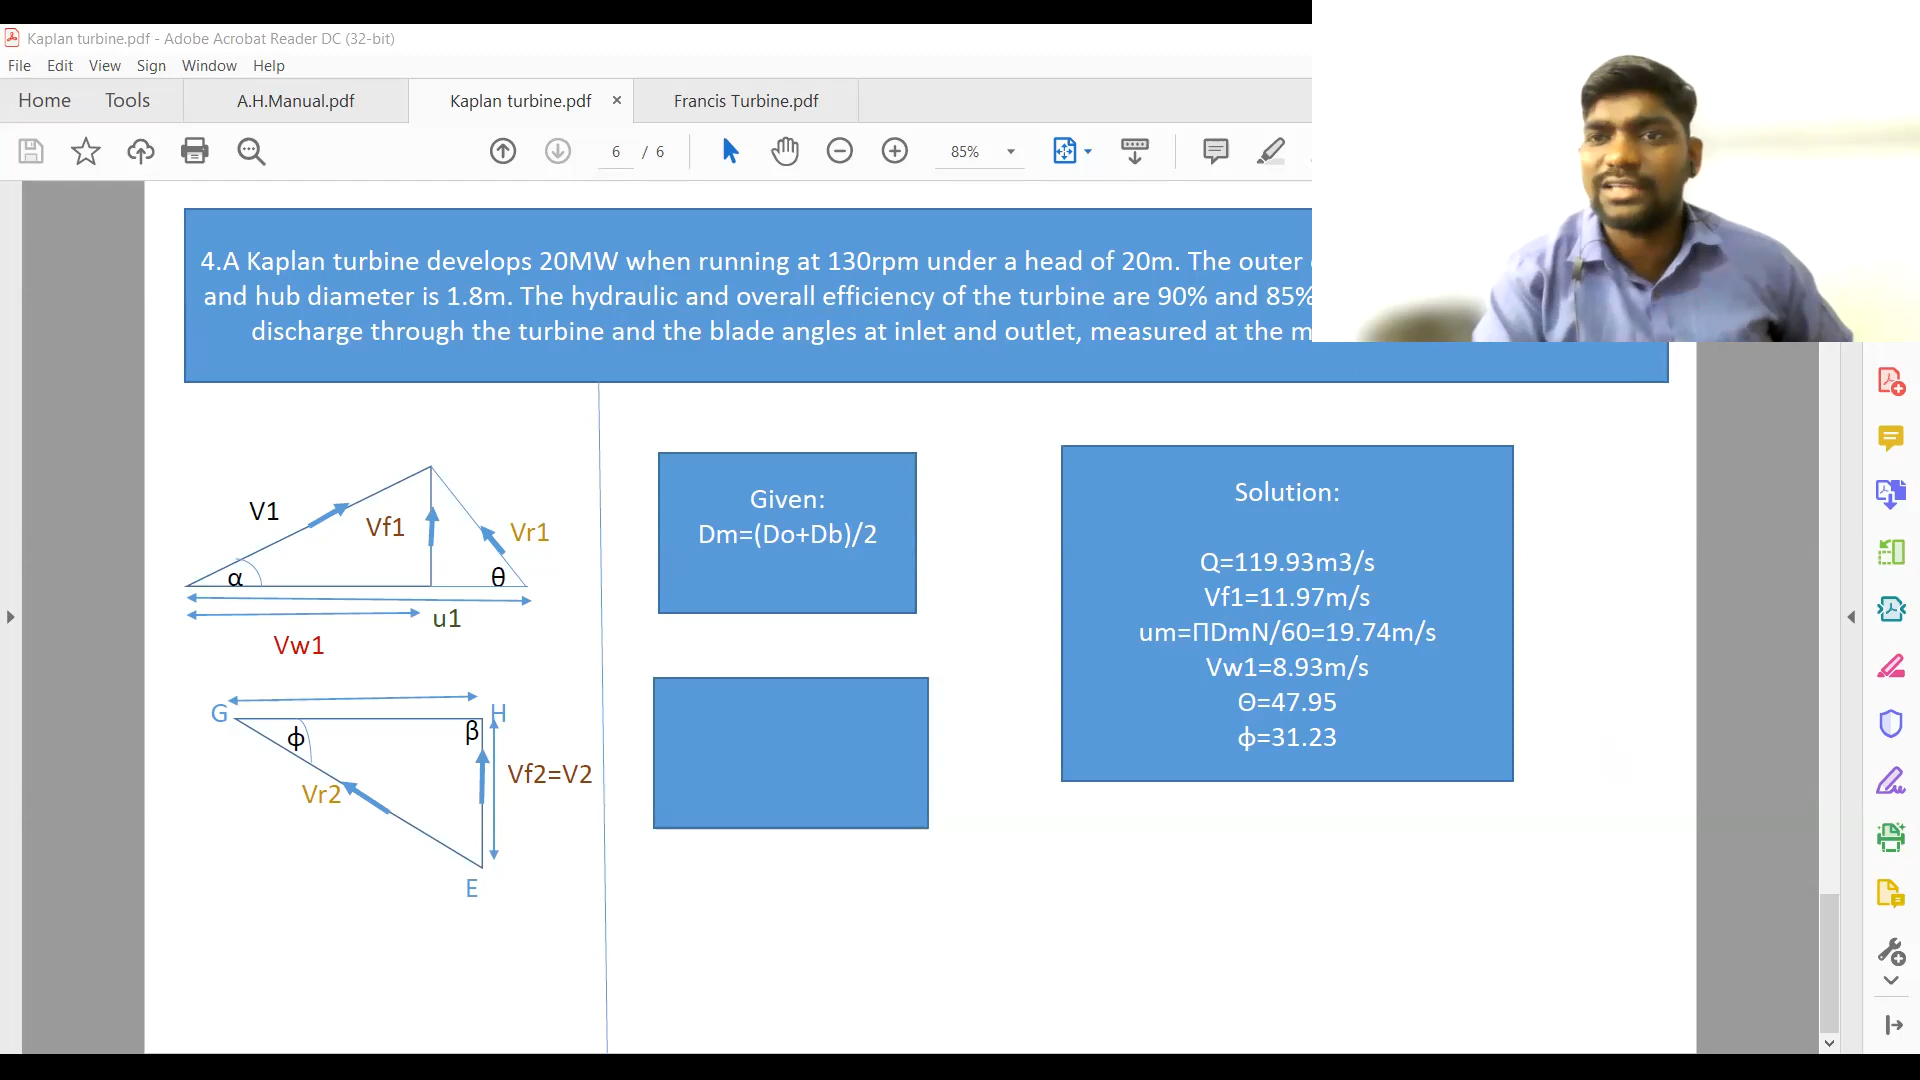 Kaplan turbine.pdf - Adobe Acrobat Reader DC (32-bit)
File Edit View Sign Window Help
Home Tools A.H.Manual.pdf Kaplan turbine.pdf × Francis Turbine.pdf
6 / 6 85%
4.A Kaplan turbine develops 20MW when running at 130rpm under a head of 20m. The outer
and hub diameter is 1.8m. The hydraulic and overall efficiency of the turbine are 90% and 85%
discharge through the turbine and the blade angles at inlet and outlet, measured at the
V1
Vf1
Vr1
α
θ
u1
Vw1
G
H
ϕ
β
Vf2=V2
Vr2
E
Given:
Dm=(Do+Db)/2
Solution:
Q=119.93m3/s
Vf1=11.97m/s
um=ΠDmN/60=19.74m/s
Vw1=8.93m/s
Θ=47.95
ϕ=31.23